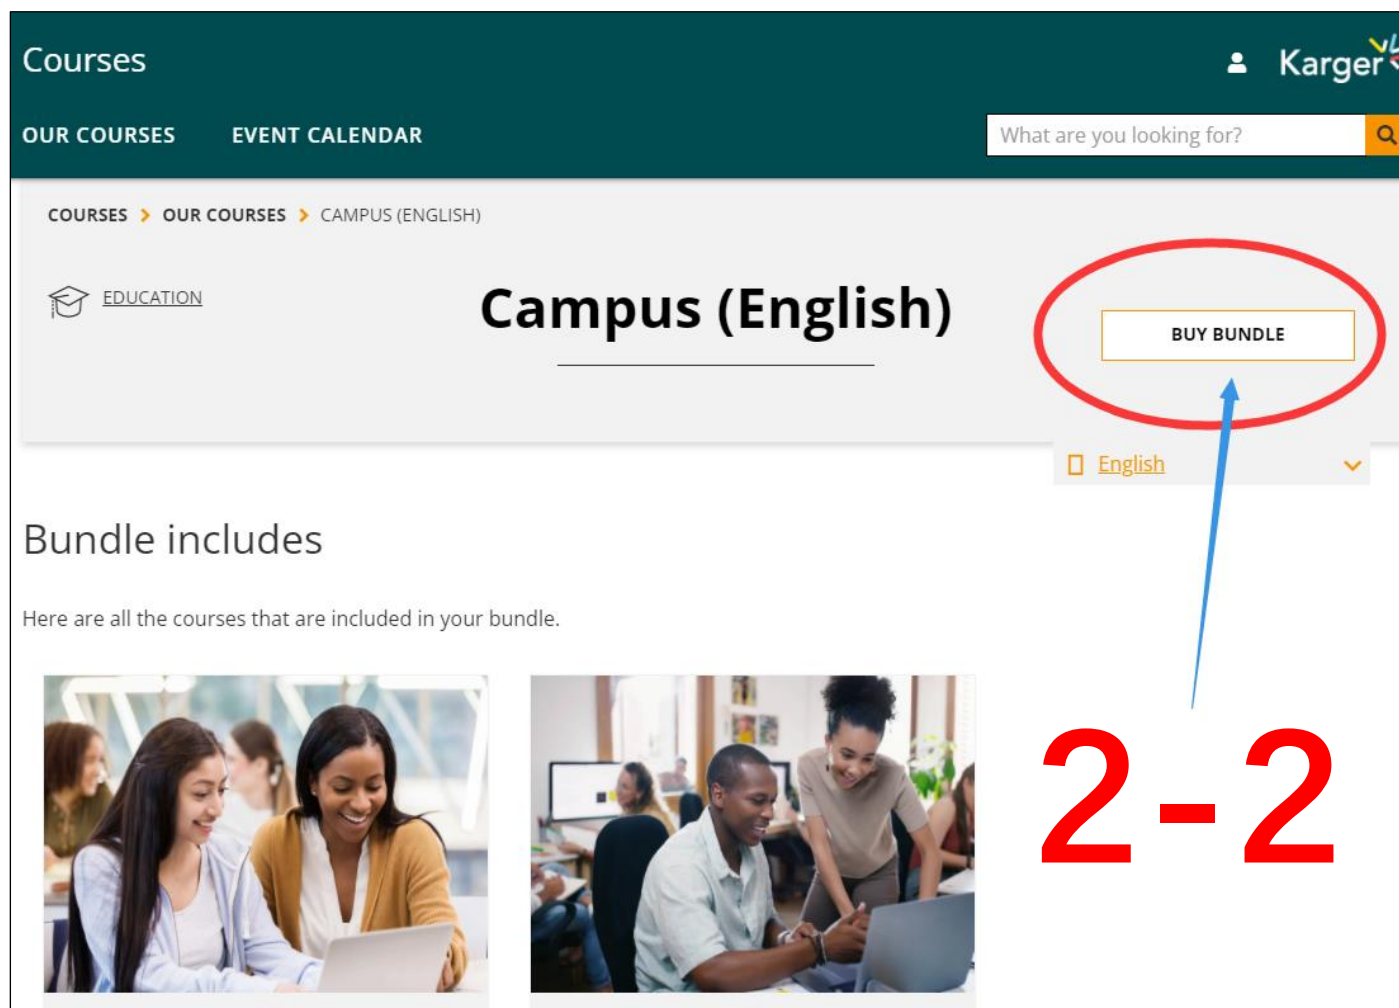 Courses
Karger
OUR COURSES EVENT CALENDAR
What are you looking for?
COURSES > OUR COURSES > CAMPUS (ENGLISH)
EDUCATION
Campus (English)
BUY BUNDLE
English
Bundle includes
Here are all the courses that are included in your bundle.
2-2